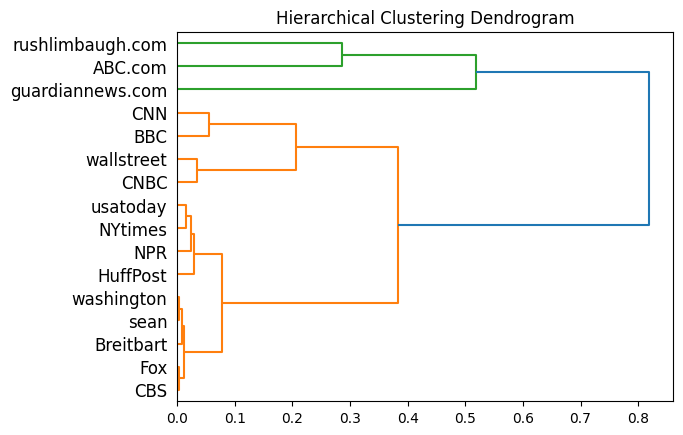 Hierarchical Clustering Dendrogram
rushlimbaugh.com
ABC.com
guardiannews.com
CNN
BBC
wallstreet
CNBC
usatoday
NYtimes
NPR
HuffPost
washington
sean
Breitbart
Fox
CBS
0.0 0.1 0.2 0.3 0.4 0.5 0.6 0.7 0.8